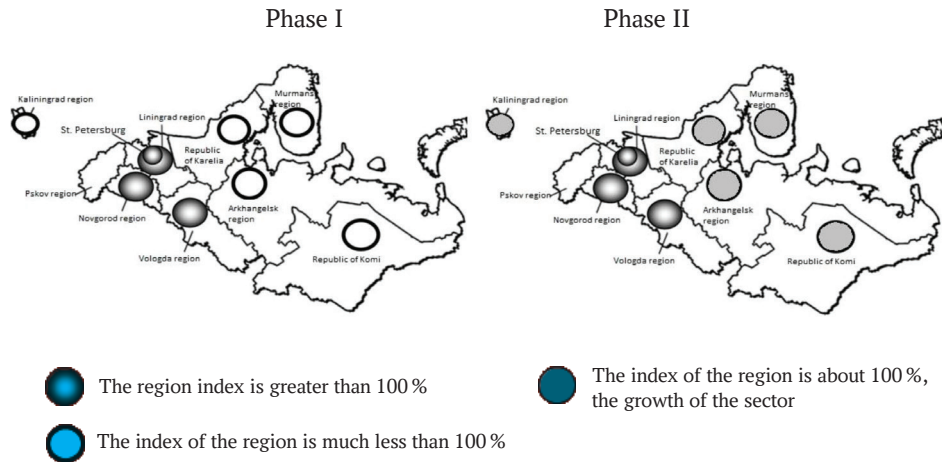 Phase I
Phase II
Kaliningrad region
Murmans
region
Liningrad region
St. Petersburg
Republic
of Karelia
Pskov region
Novgorod region
Arkhangelsk
region
Vologda region
Republic of Komi
Kaliningrad region
Murmans
region
Liningrad region
St. Petersburg
Republic
of Karelia
Pskov region
Novgorod region
Arkhangelsk
region
Vologda region
Republic of Komi
The region index is greater than 100 %
The index of the region is about 100 %,
the growth of the sector
The index of the region is much less than 100 %